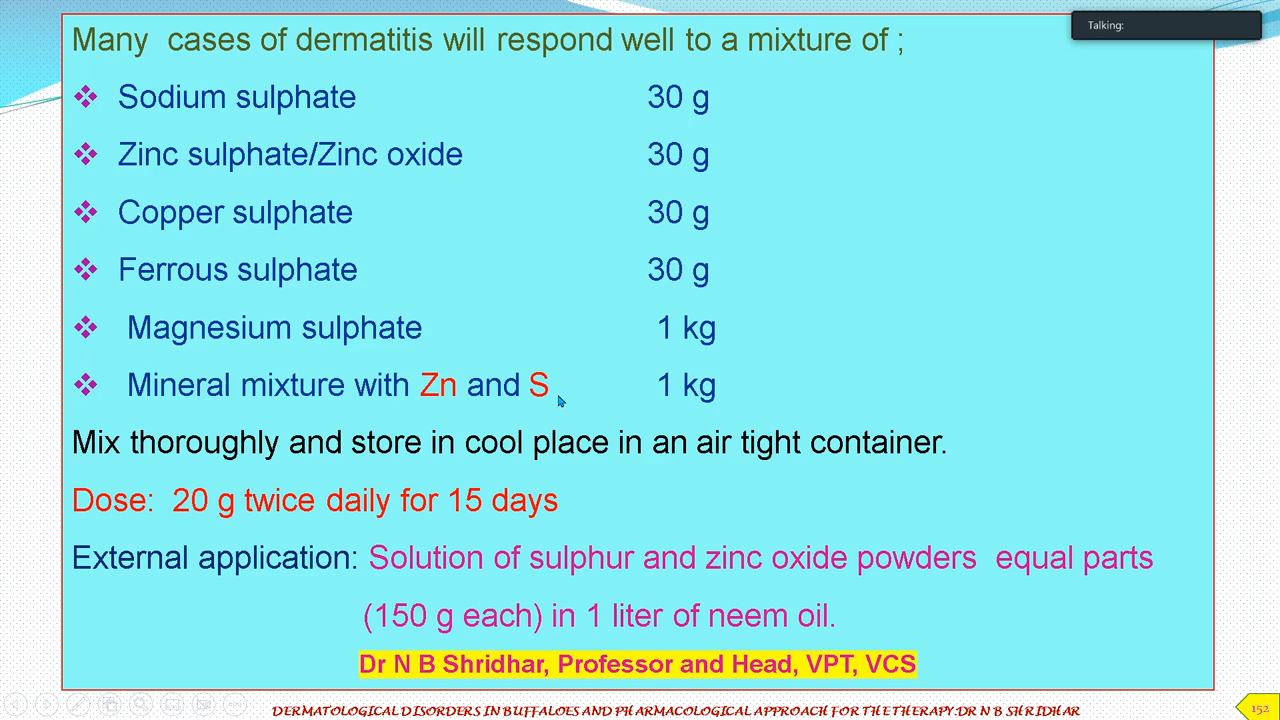 Talking:
Many cases of dermatitis will respond well to a mixture of ;
Sodium sulphate 30 g
Zinc sulphate/Zinc oxide 30 g
Copper sulphate 30 g
Ferrous sulphate 30 g
Magnesium sulphate 1 kg
Mineral mixture with Zn and S 1 kg
Mix thoroughly and store in cool place in an air tight container.
Dose: 20 g twice daily for 15 days
External application: Solution of sulphur and zinc oxide powders equal parts
(150 g each) in 1 liter of neem oil.
Dr N B Shridhar, Professor and Head, VPT, VCS
DERMATOLOGICAL DISORDERS IN BUFFALOES AND PHARMACOLOGICAL APPROACH FOR THE THERAPY:DR N B SHRIDHAR
152